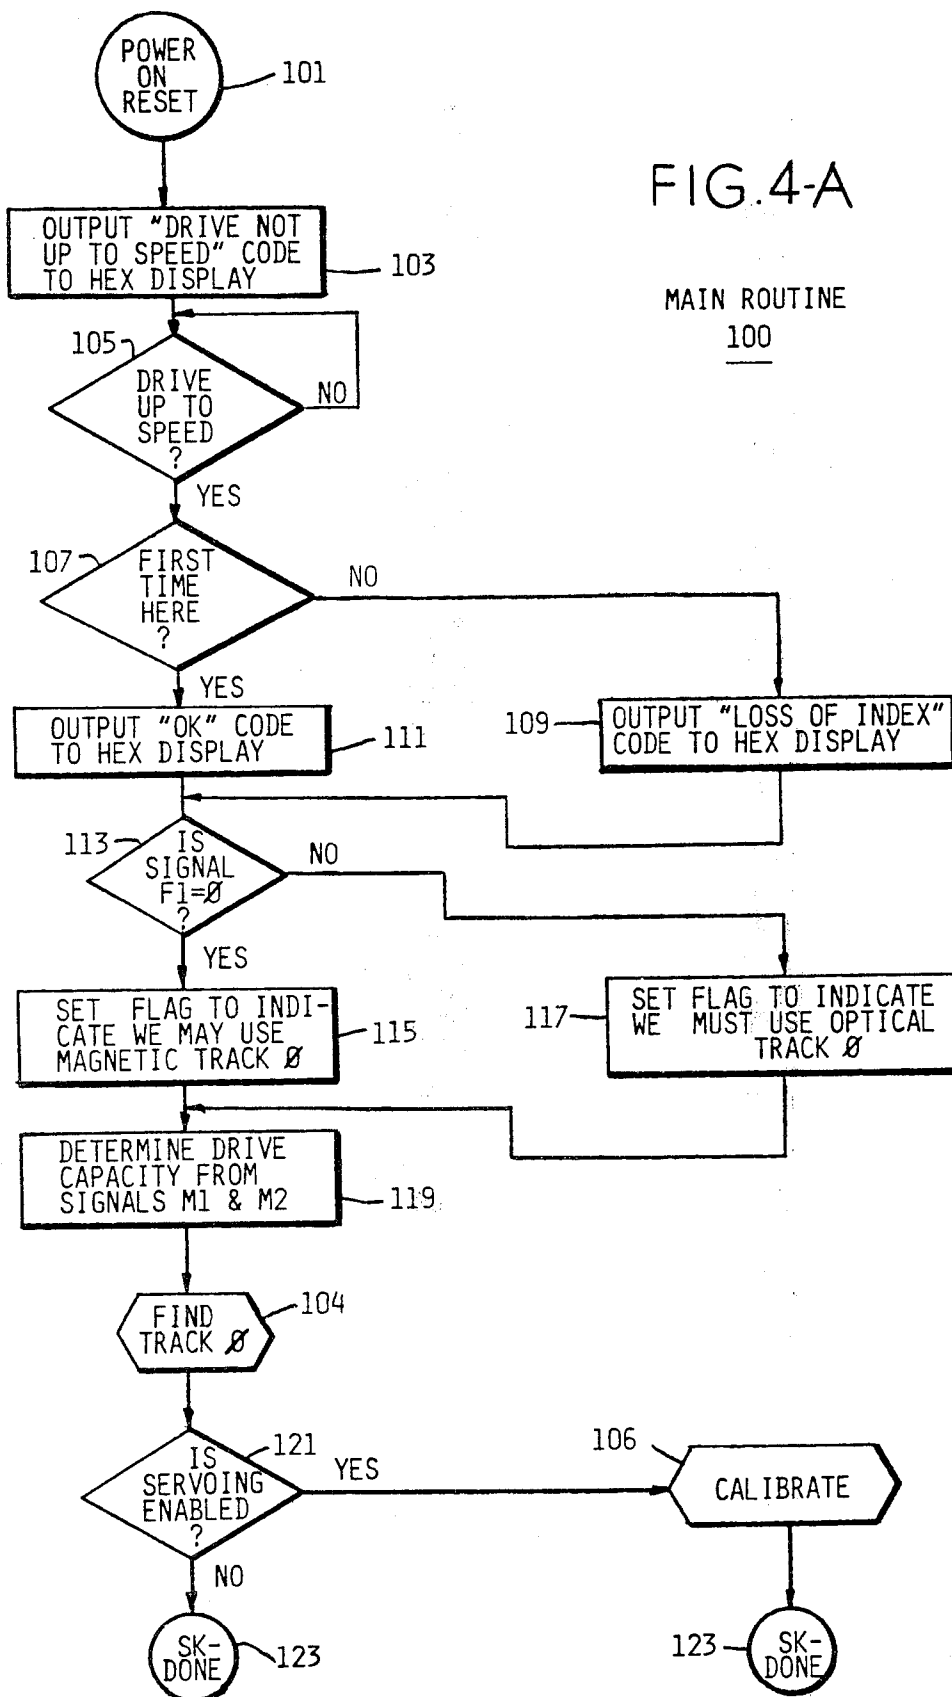 POWER
ON
RESET
101
FIG.4-A
OUTPUT "DRIVE NOT
UP TO SPEED" CODE
TO HEX DISPLAY
103
MAIN ROUTINE
100
105
DRIVE
UP TO
SPEED
?
NO
YES
107
FIRST
TIME
HERE
?
NO
YES
OUTPUT "OK" CODE
TO HEX DISPLAY
111
109
OUTPUT "LOSS OF INDEX"
CODE TO HEX DISPLAY
113
IS
SIGNAL
F1=Ø
?
NO
YES
SET FLAG TO INDI-
CATE WE MAY USE
MAGNETIC TRACK Ø
115
117
SET FLAG TO INDICATE
WE MUST USE OPTICAL
TRACK Ø
DETERMINE DRIVE
CAPACITY FROM
SIGNALS M1 & M2
119
FIND
TRACK Ø
104
IS
SERVOING
ENABLED
?
121
YES
NO
106
CALIBRATE
SK-
DONE
123
123
SK-
DONE